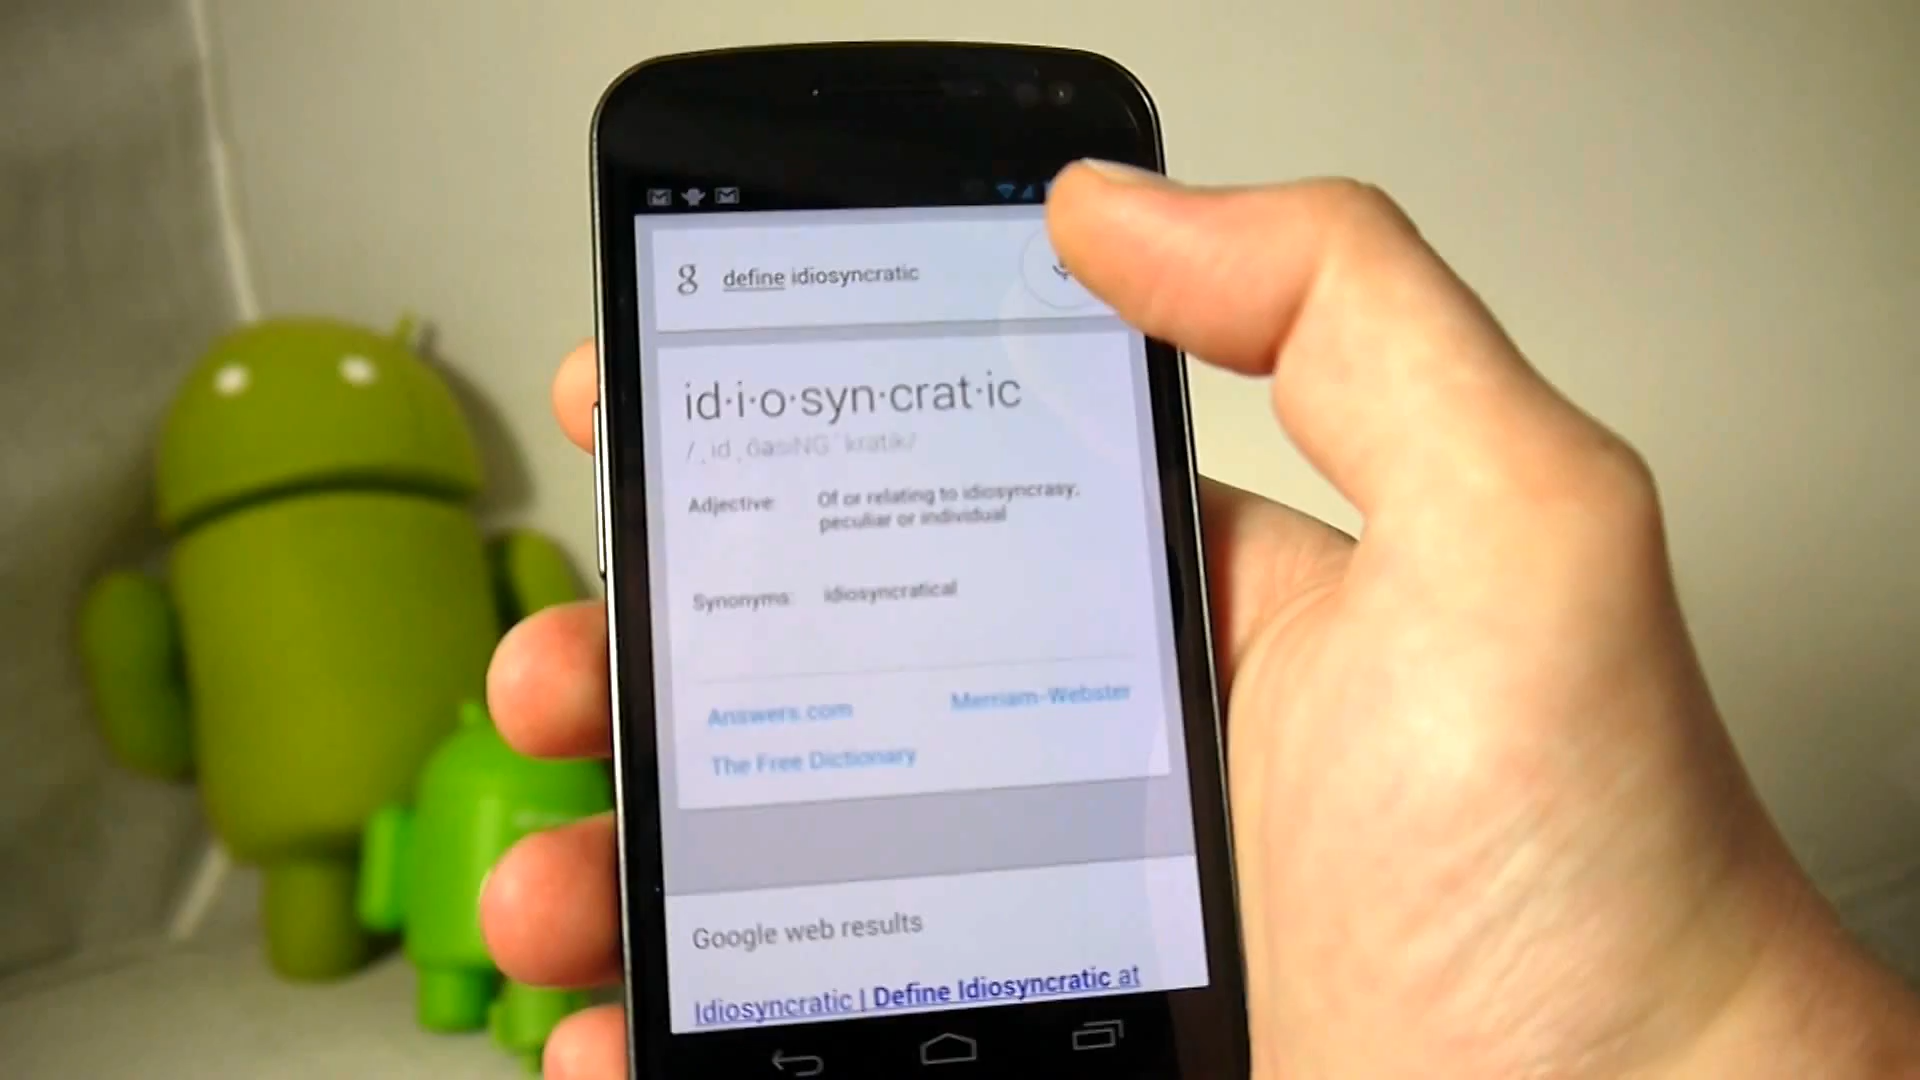 g define idiosyncratic
id·i·o·syn·crat·ic
Adjective: Of or relating to idiosyncrasy;
peculiar or individual
Synonyms: idiosyncratical
Answers.com Merriam-Webster
The Free Dictionary
Google web results
Idiosyncratic | Define Idiosyncratic at